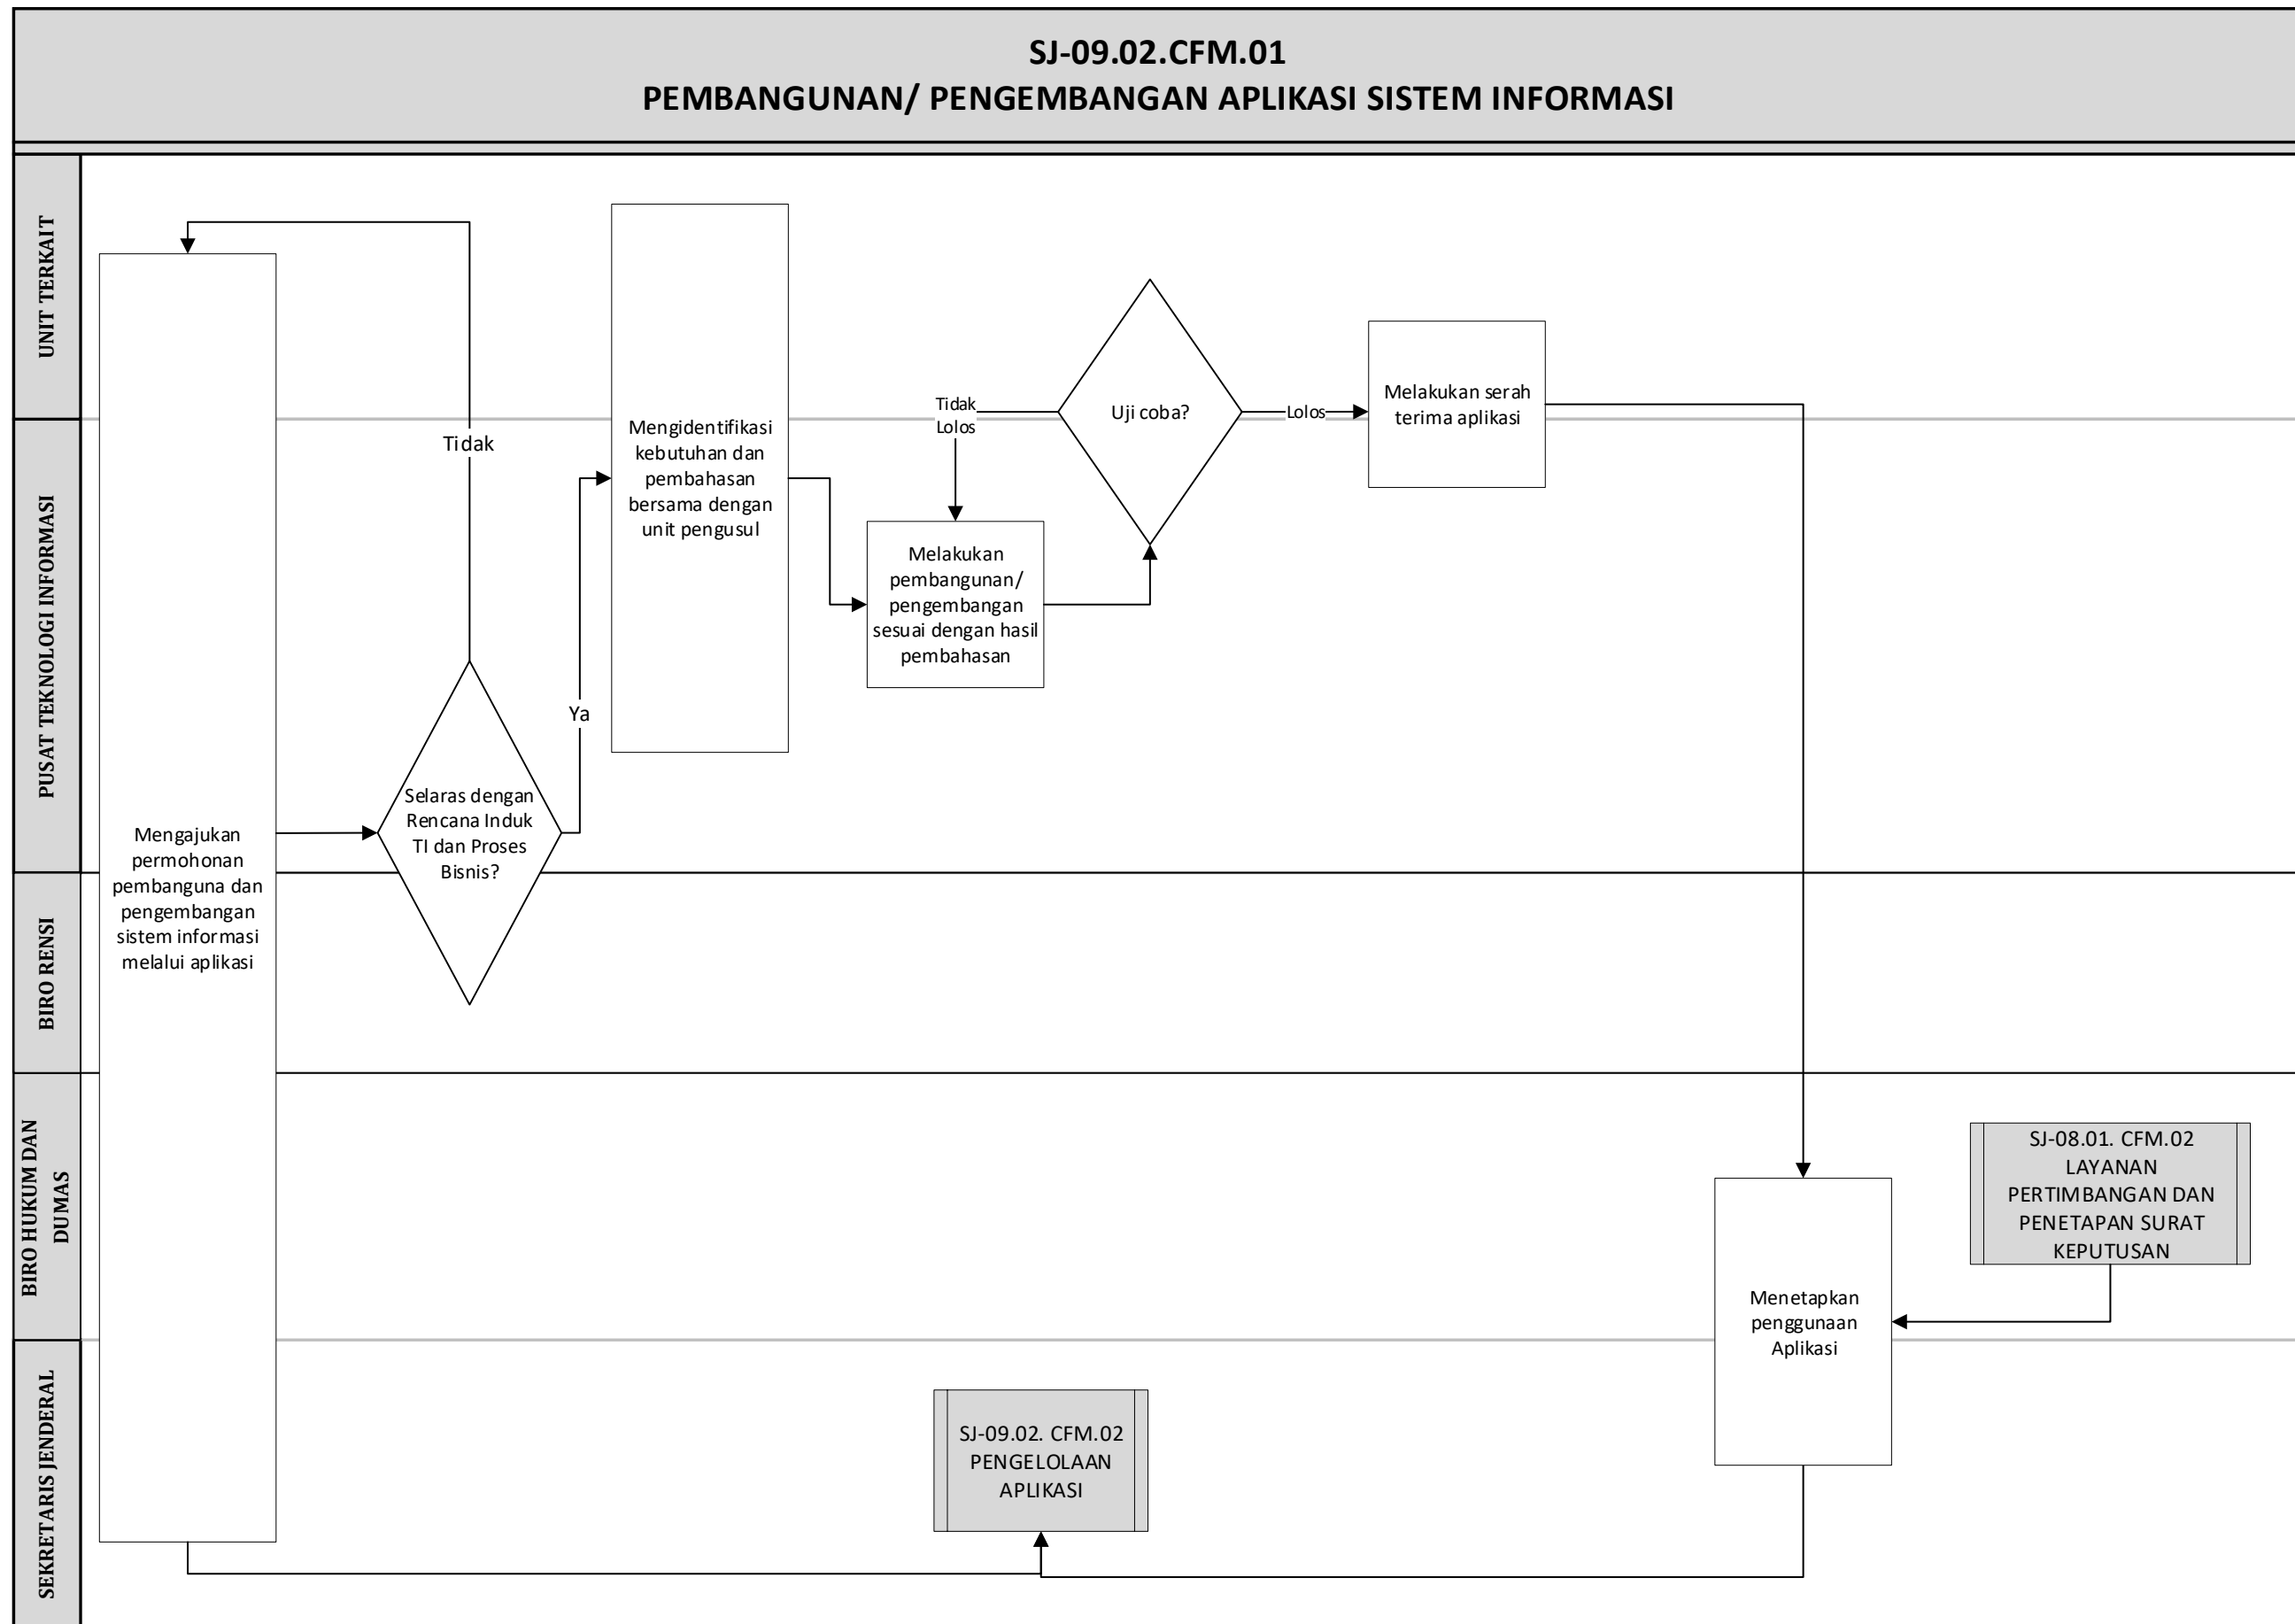 SJ-09.02.CFM.01
PEMBANGUNAN/ PENGEMBANGAN APLIKASI SISTEM INFORMASI
UNIT TERKAIT
PUSAT TEKNOLOGI INFORMASI
BIRO RENSI
BIRO HUKUM DAN
DUMAS
SEKRETARIS JENDERAL
Mengajukan
permohonan
pembanguna dan
pengembangan
sistem informasi
melalui aplikasi
Tidak
Selaras dengan
Rencana Induk
TI dan Proses
Bisnis?
Ya
Mengidentifikasi
kebutuhan dan
pembahasan
bersama dengan
unit pengusul
Tidak
Lolos
Melakukan
pembangunan/
pengembangan
sesuai dengan hasil
pembahasan
Uji coba?
Lolos
Melakukan serah
terima aplikasi
SJ-08.01. CFM.02
LAYANAN
PERTIMBANGAN DAN
PENETAPAN SURAT
KEPUTUSAN
Menetapkan
penggunaan
Aplikasi
SJ-09.02. CFM.02
PENGELOLAAN
APLIKASI